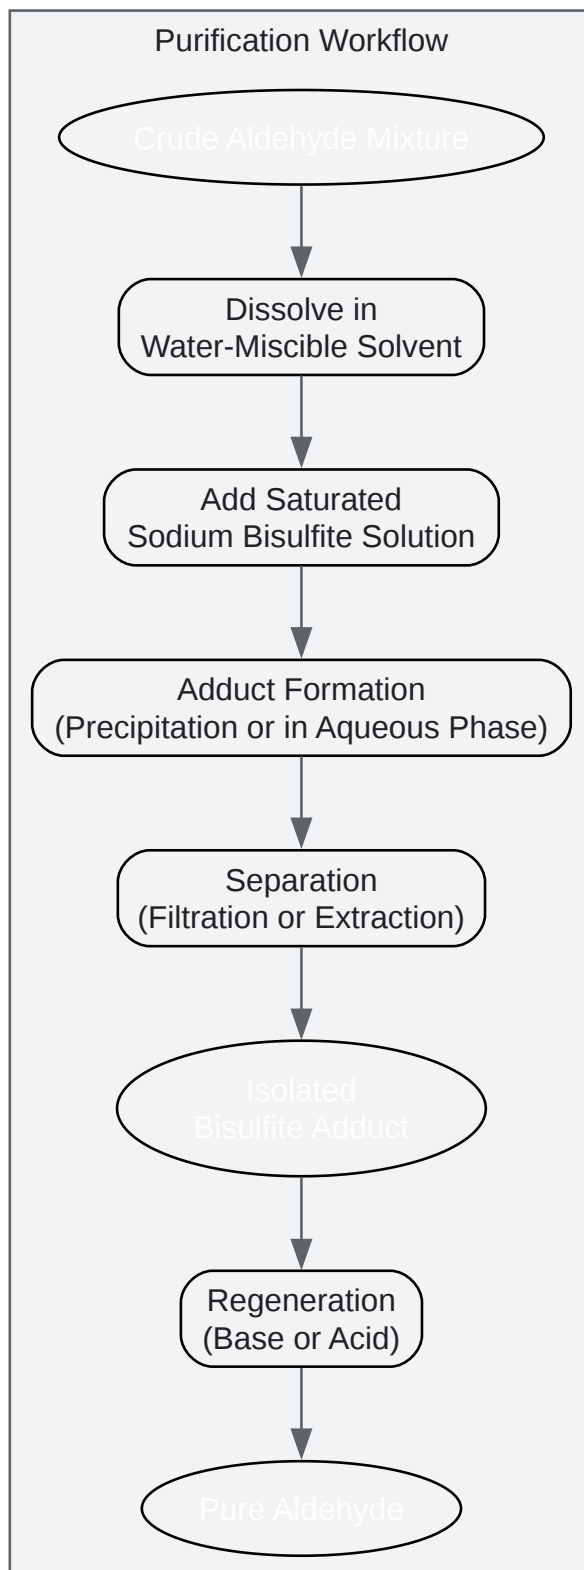 Purification Workflow
Crude Aldehyde Mixture
Dissolve in
Water-Miscible Solvent
Add Saturated
Sodium Bisulfite Solution
Adduct Formation
(Precipitation or in Aqueous Phase)
Separation
(Filtration or Extraction)
Isolated
Bisulfite Adduct
Regeneration
(Base or Acid)
Pure Aldehyde